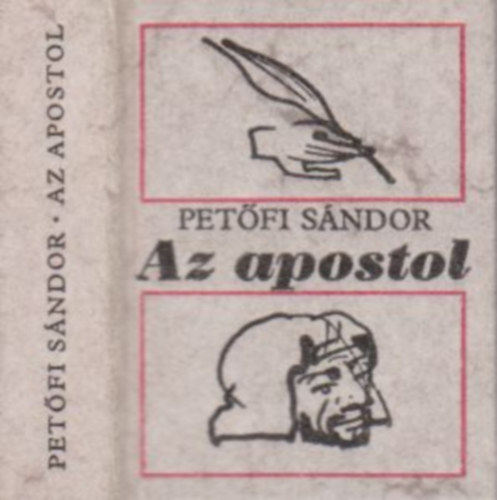 PETŐFI SÁNDOR · AZ APOSTOL
PETŐFI SÁNDOR
Az apostol